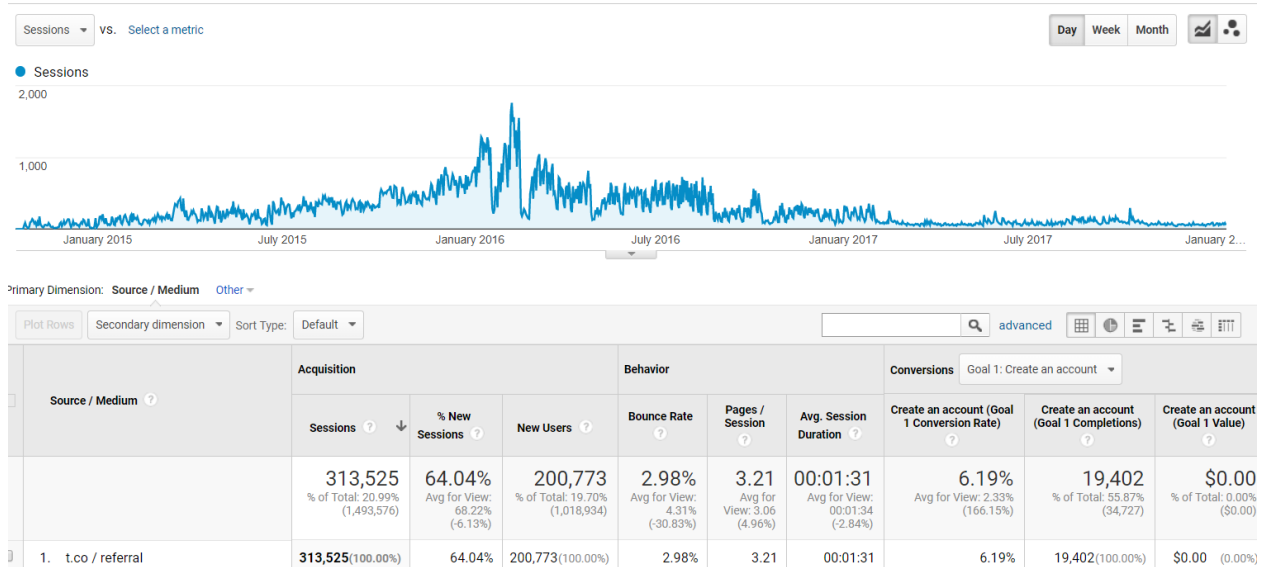 Sessions VS. Select a metric Day Week Month
Sessions
2,000
1,000
January 2015 July 2015 January 2016 July 2016 January 2017 July 2017 January 2...
Primary Dimension: Source / Medium Other
Plot Rows Secondary dimension Sort Type: Default advanced
Acquisition Behavior Conversions Goal 1: Create an account
Source / Medium ?
Sessions ? % New Sessions ? New Users ? Bounce Rate ? Pages / Session ? Avg. Session Duration ? Create an account (Goal 1 Conversion Rate) ? Create an account (Goal 1 Completions) ? Create an account (Goal 1 Value) ?
313,525 64.04% 200,773 2.98% 3.21 00:01:31 6.19% 19,402 $0.00
% of Total: 20.99% (1,493,576) Avg for View: 68.22% (-6.13%) % of Total: 19.70% (1,018,934) Avg for View: 4.31% (-30.83%) Avg for View: 3.06 (4.96%) Avg for View: 00:01:34 (-2.84%) Avg for View: 2.33% (166.15%) % of Total: 55.87% (34,727) % of Total: 0.00% ($0.00)
1. t.co / referral 313,525(100.00%) 64.04% 200,773(100.00%) 2.98% 3.21 00:01:31 6.19% 19,402(100.00%) $0.00 (0.00%)